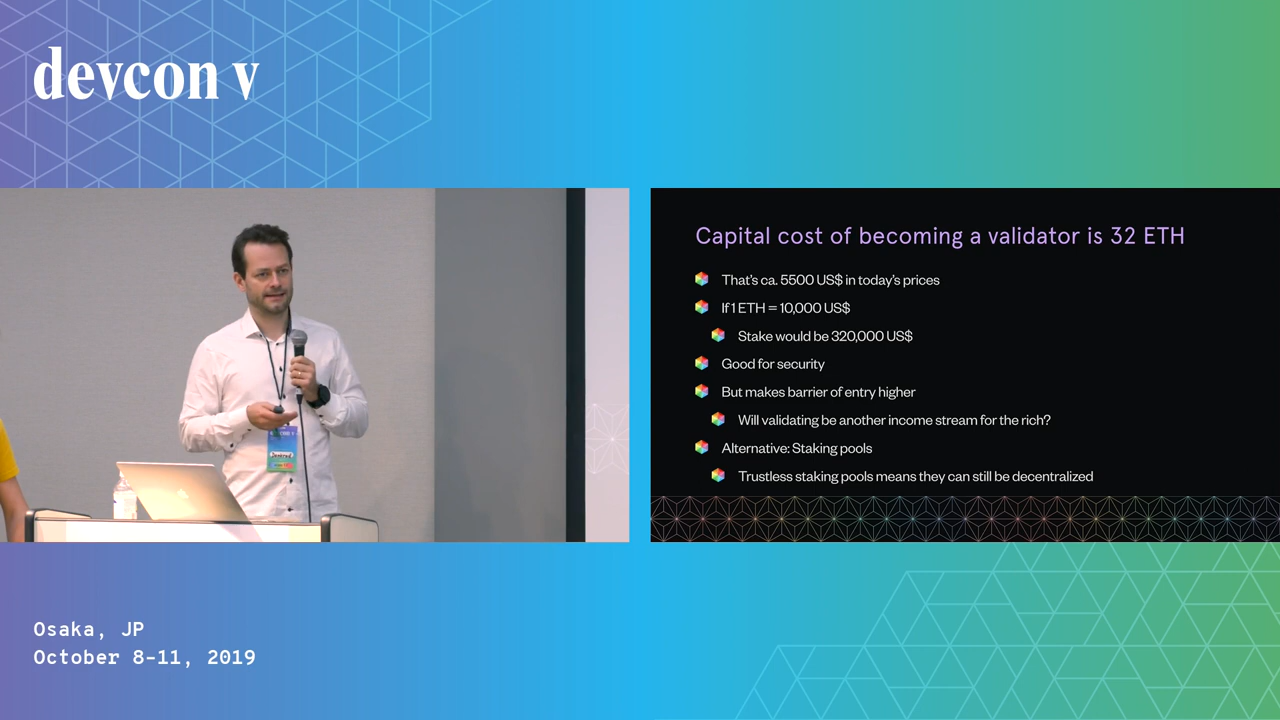 devcon v
Capital cost of becoming a validator is 32 ETH
That's ca. 5500 US$ in today's prices
If 1 ETH = 10,000 US$
Stake would be 320,000 US$
Good for security
But makes barrier of entry higher
Will validating be another income stream for the rich?
Alternative: Staking pools
Trustless staking pools means they can still be decentralized
Osaka, JP
October 8-11, 2019